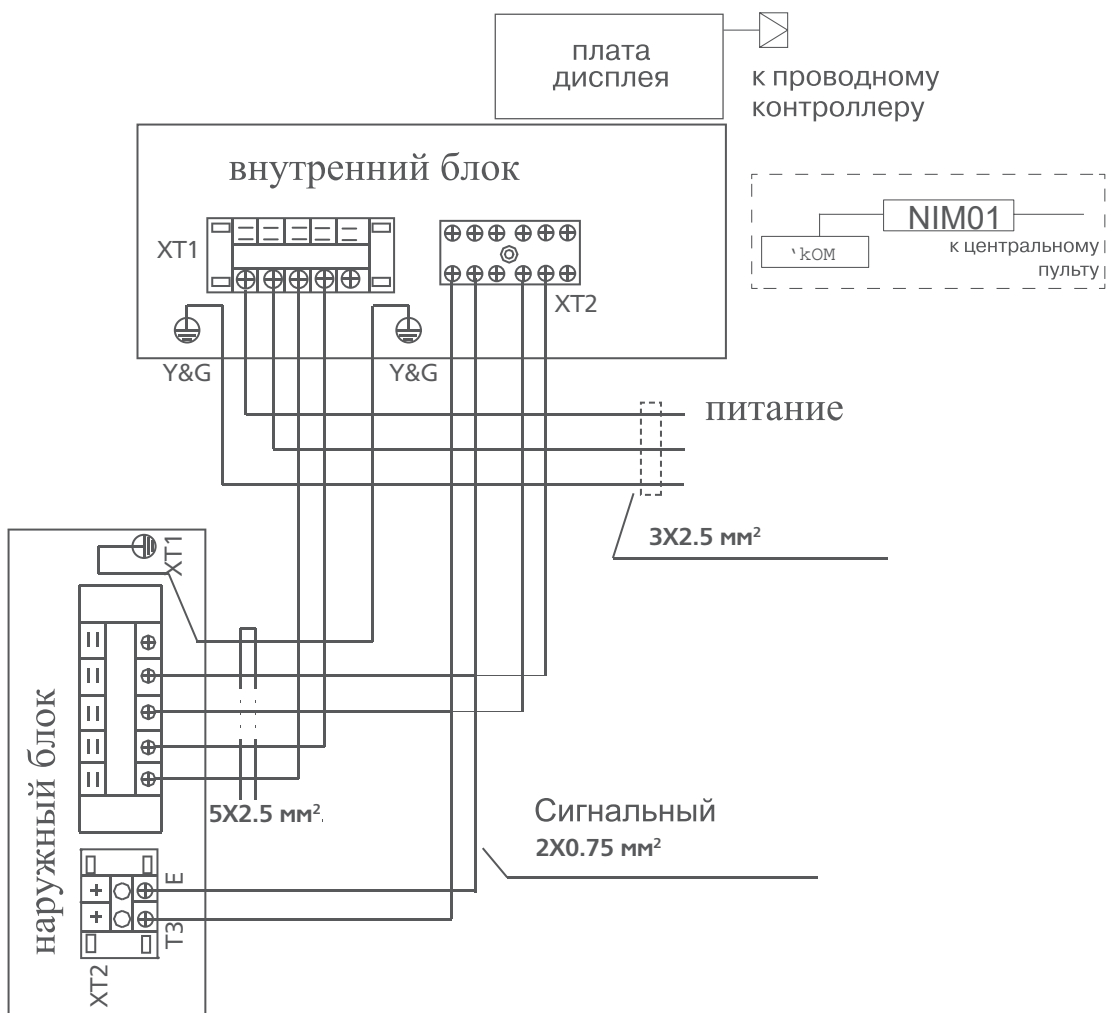 плата
дисплея
к проводному
контроллеру
внутренний блок
XT1
XT2
NIM01
‵kOM
к центральному
пульту
Y&G
Y&G
питание
3X2.5 мм²
XT1
наружный блок
5X2.5 мм².
Сигнальный
2X0.75 мм²
E
T3
XT2